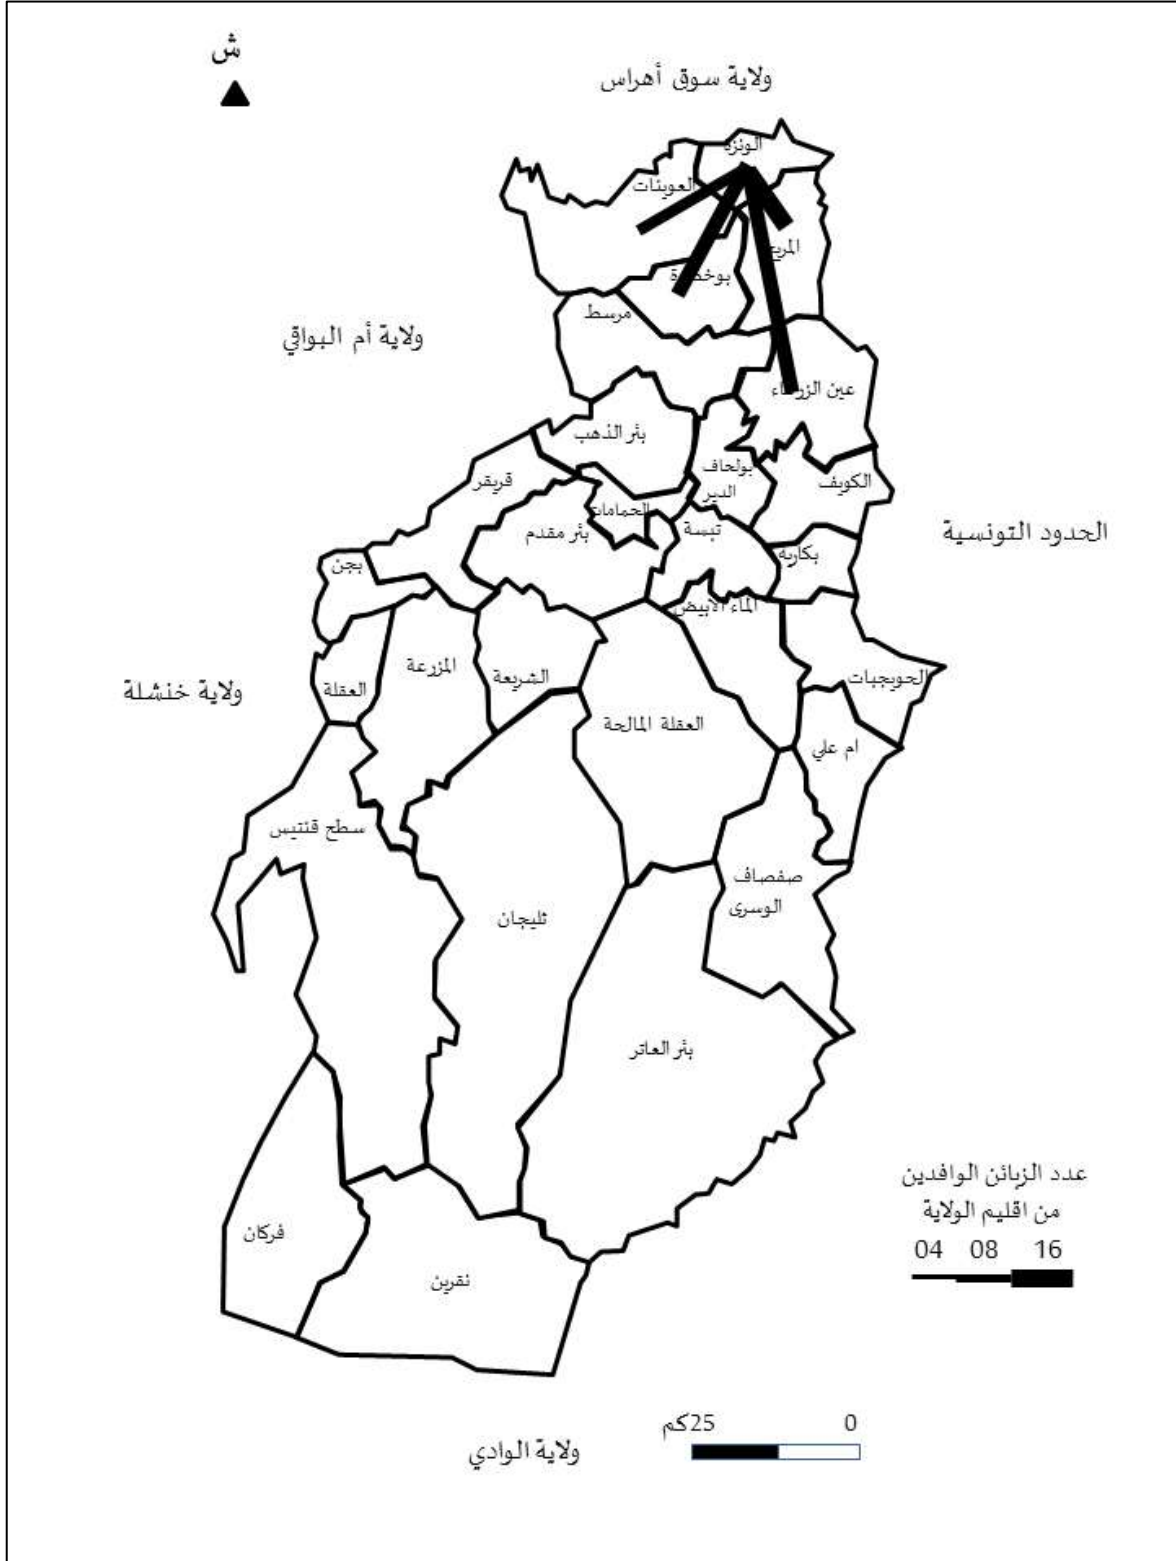 ش
ولاية سوق أهراس
الونزة
العوينات
المريج
بوخضرة
مرسط
ولاية أم البواقي
عين الزرقاء
بئر الذهب
بولحاف
الدير
الكويف
قريقر
الحمامات
تبسة
بئر مقدم
الحدود التونسية
بكارية
بجن
الماء الأبيض
المزرعة
الشريعة
الحويجبات
ولاية خنشلة
العقلة
العقلة المالحة
ام علي
سطح قنتيس
صفصاف
الوسرى
ثليجان
بئر العاتر
عدد الزبائن الوافدين
من اقليم الولاية
04 08 16
فركان
نقرين
25كم 0
ولاية الوادي